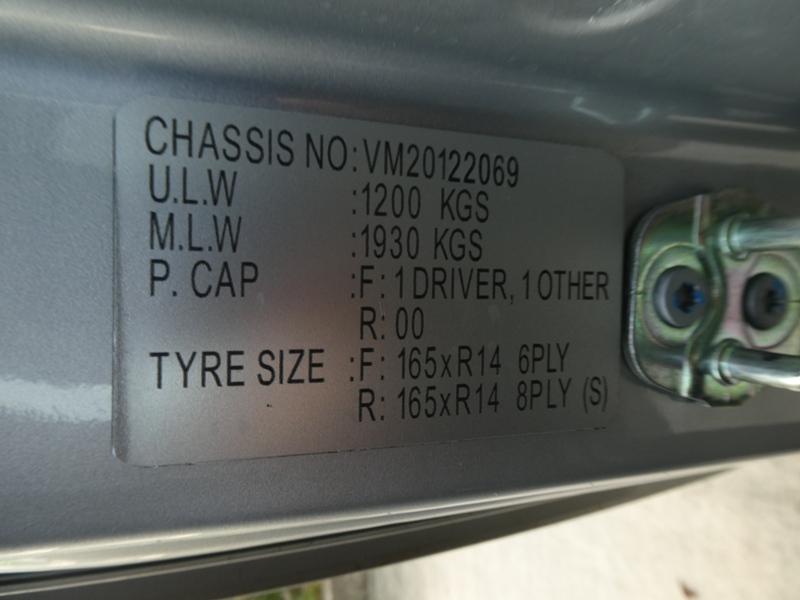 CHASSIS NO: VM20122069
U.L.W :1200 KGS
M.L.W :1930 KGS
P. CAP :F: 1 DRIVER, 1 OTHER
R: 00
TYRE SIZE :F: 165xR14 6PLY
R: 165xR14 8PLY (S)